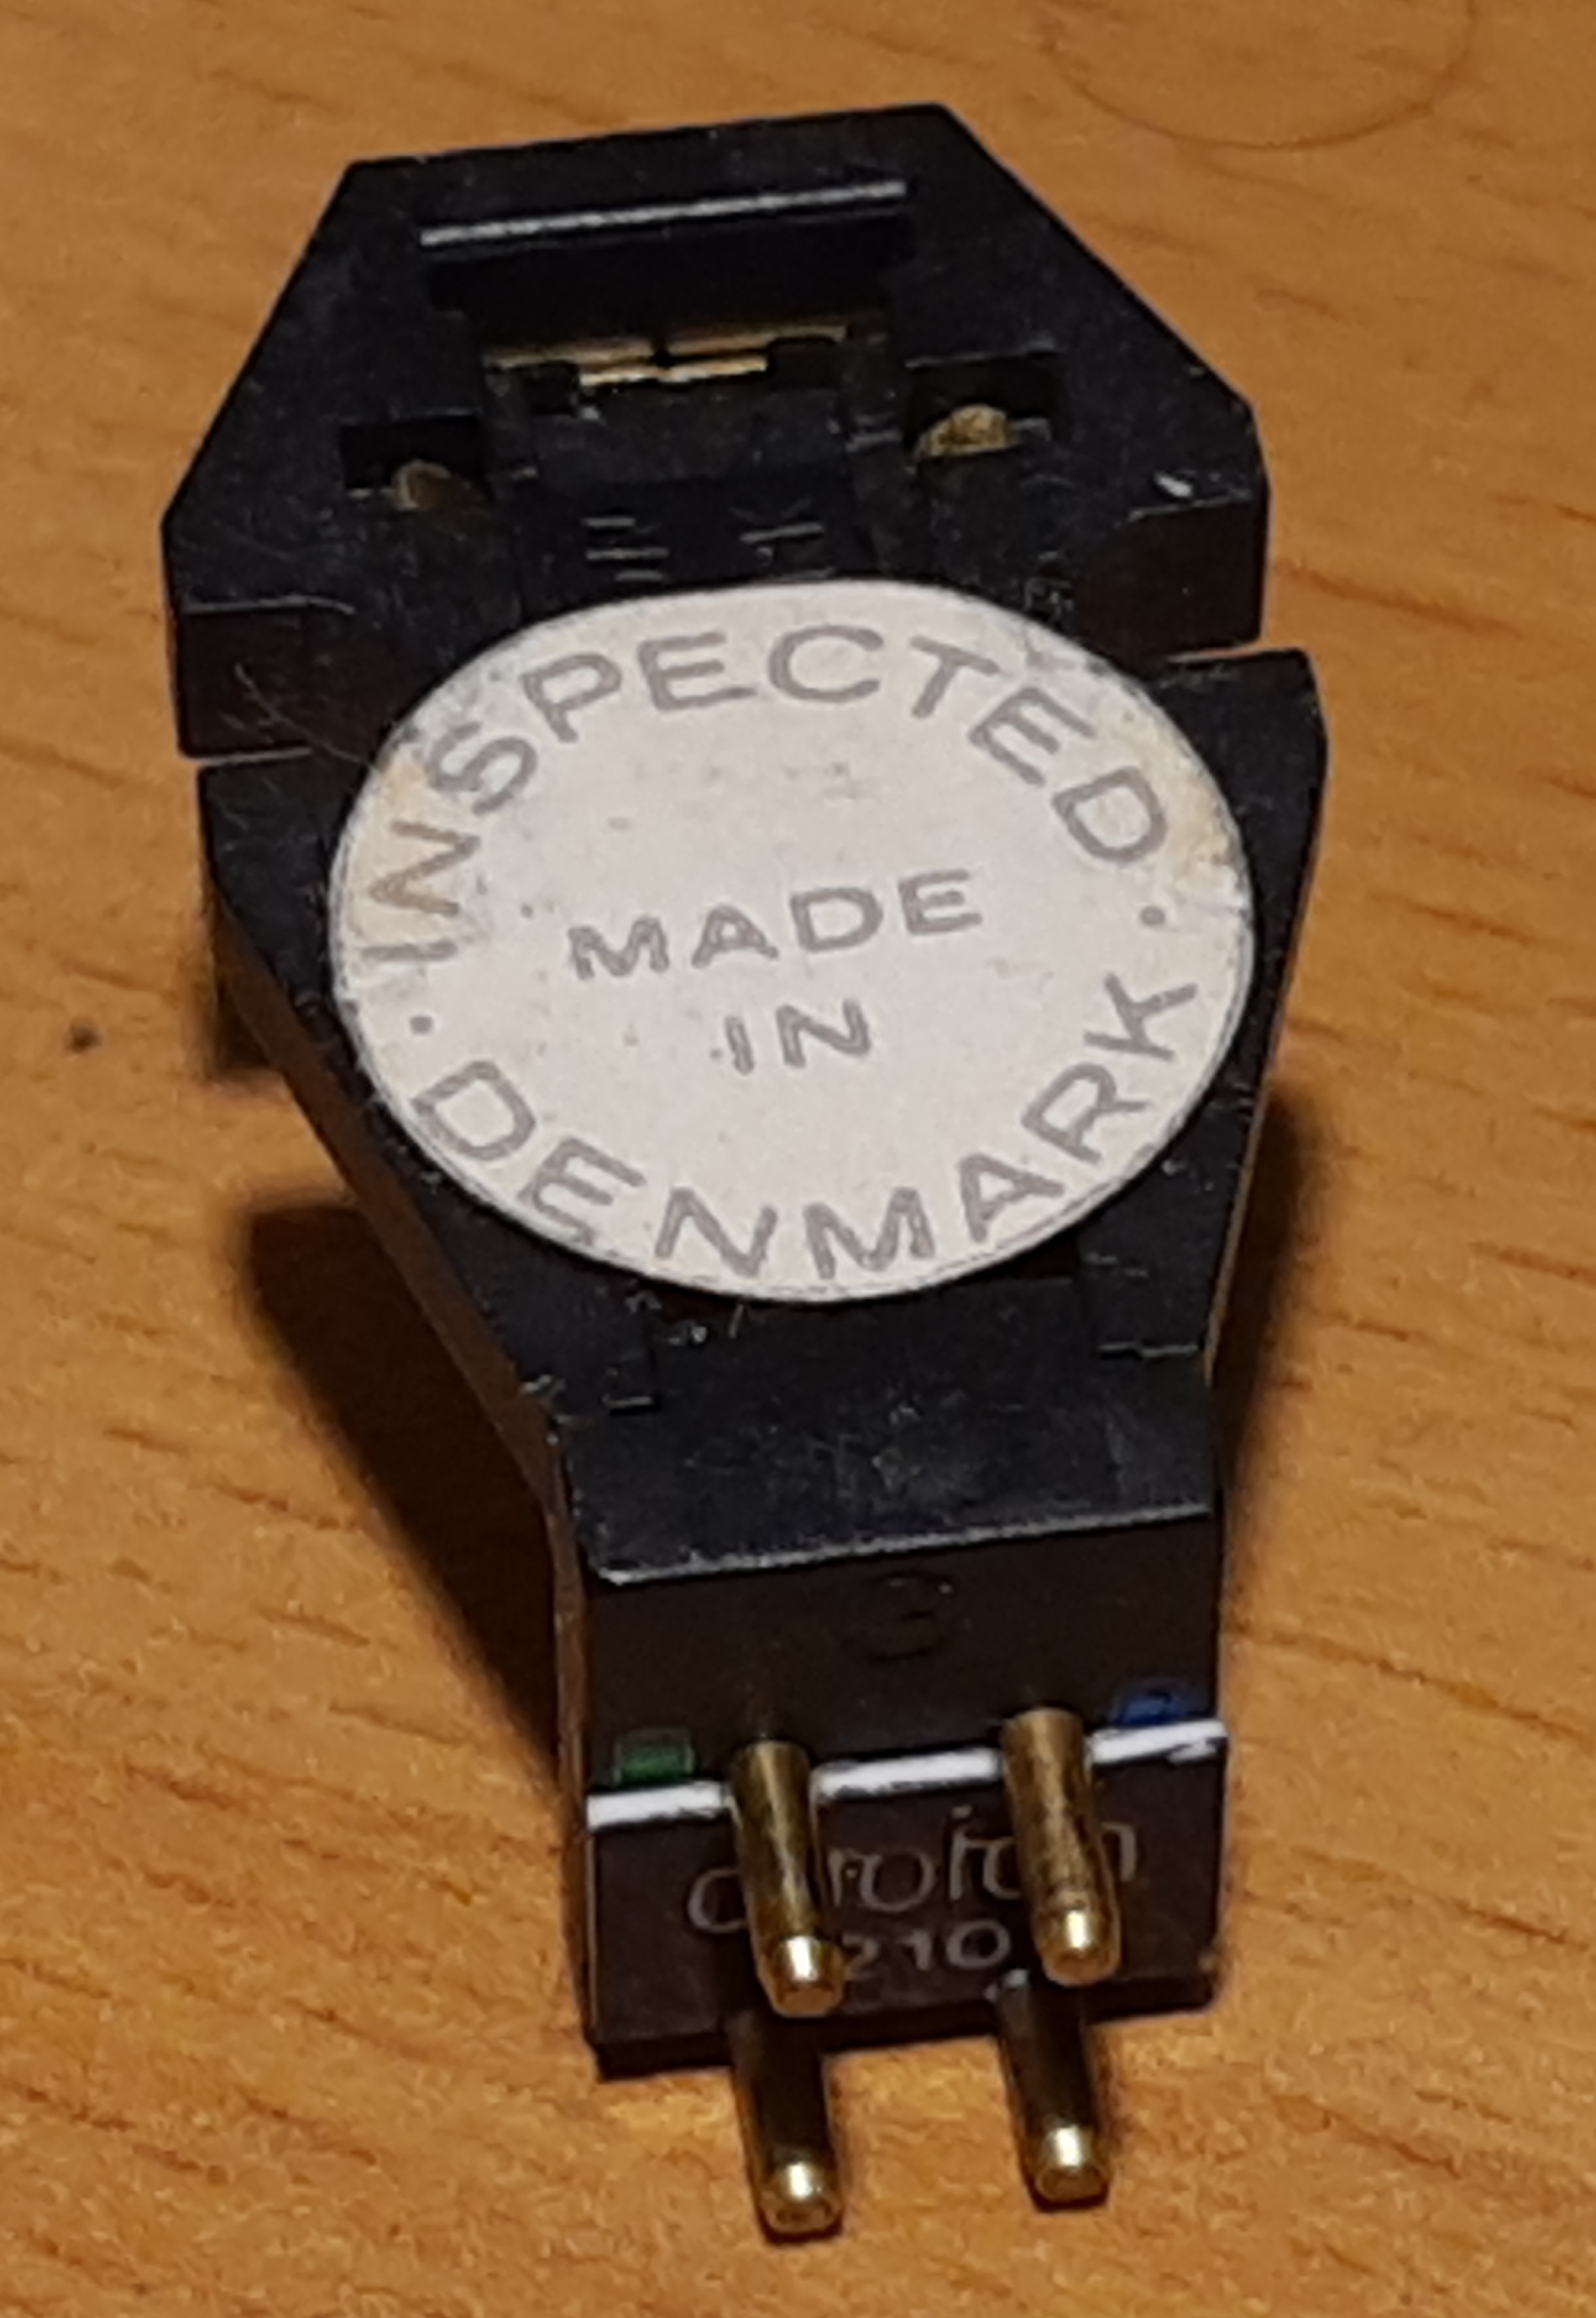 INSPECTED
MADE
IN
DENMARK
ortofon
210